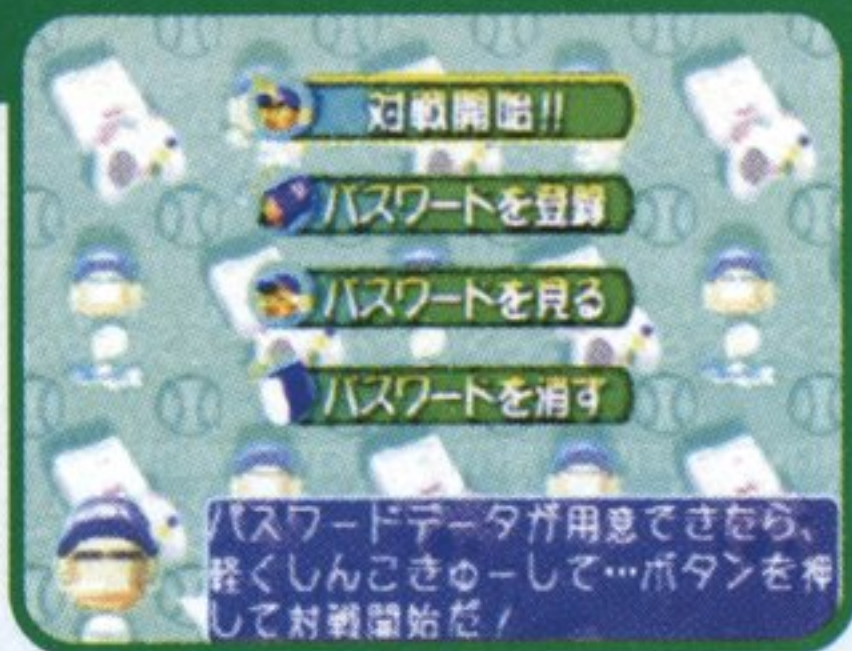 対戦開始!!
パスワードを登録
パスワードを見る
パスワードを消す
パスワードデータが用意できたら、
軽くしんこきゅーして…ボタンを押
して対戦開始だ!